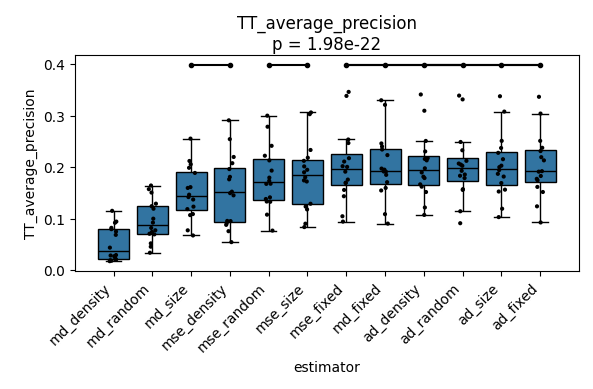 TT_average_precision
p = 1.98e-22
TT_average_precision
0.4
0.3
0.2
0.1
0.0
md_density
md_random
md_size
mse_density
mse_random
mse_size
mse_fixed
md_fixed
ad_density
ad_random
ad_size
ad_fixed
estimator